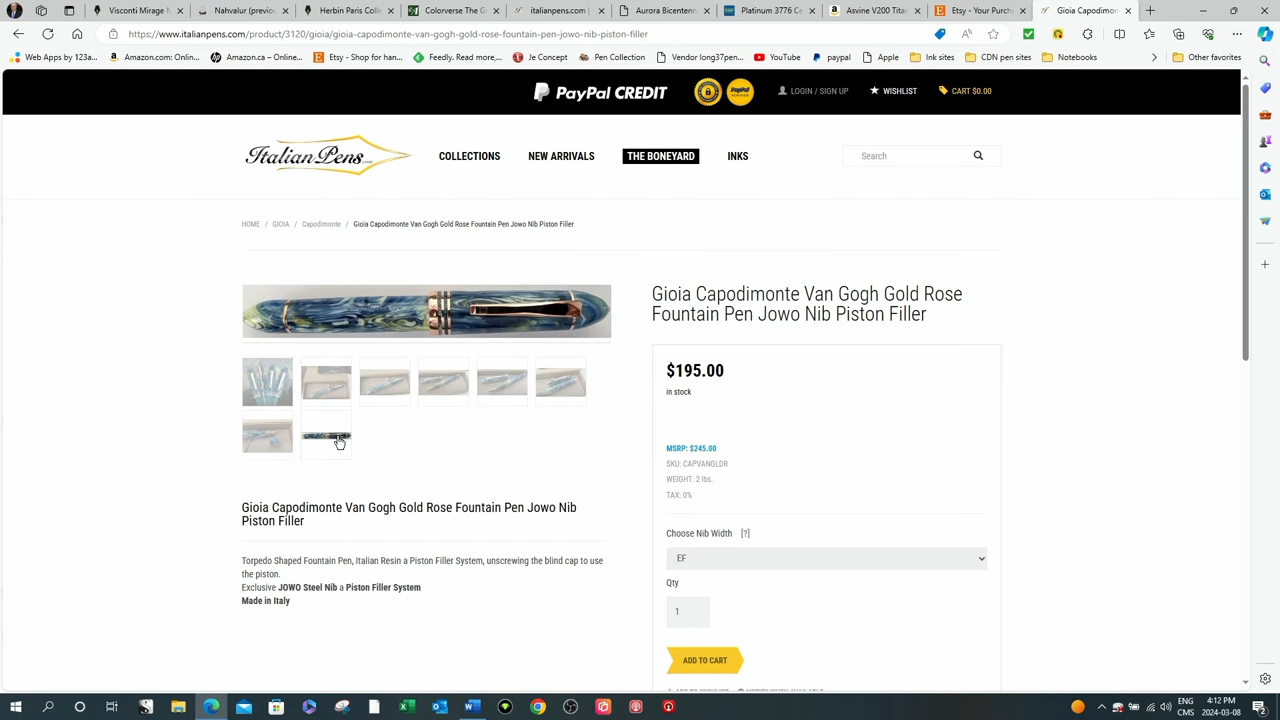 Visconti Mirage M
Nahvalur (previous
Herbin Paris Colle
Visconti
italianpens.com
Aurora Bicentenn
Platinum 3776 Ce
Asvine V200 Titan
Your Purchases
Gioia Capodimon
https://www.italianpens.com/product/3120/gioia/gioia-capodimonte-van-gogh-gold-rose-fountain-pen-jowo-nib-piston-filler
Web Apps by 123a...
Amazon.com: Onlin...
Amazon.ca – Online...
Etsy - Shop for han...
Feedly. Read more,...
Je Concept
Pen Collection
Vendor long37pen...
YouTube
paypal
Apple
Ink sites
CDN pen sites
Notebooks
Other favorites
PayPal CREDIT
LOGIN / SIGN UP
WISHLIST
CART $0.00
ItalianPens.com
COLLECTIONS
NEW ARRIVALS
THE BONEYARD
INKS
Search
HOME / GIOIA / Capodimonte / Gioia Capodimonte Van Gogh Gold Rose Fountain Pen Jowo Nib Piston Filler
Gioia Capodimonte Van Gogh Gold Rose
Fountain Pen Jowo Nib Piston Filler
$195.00
in stock
MSRP: $245.00
SKU: CAPVANGLDR
WEIGHT: 2 lbs.
TAX: 0%
Choose Nib Width [?]
EF
Qty
1
ADD TO CART
Gioia Capodimonte Van Gogh Gold Rose Fountain Pen Jowo Nib
Piston Filler
Torpedo Shaped Fountain Pen, Italian Resin a Piston Filler System, unscrewing the blind cap to use
the piston.
Exclusive JOWO Steel Nib a Piston Filler System
Made in Italy
ENG
CMS
4:12 PM
2024-03-08